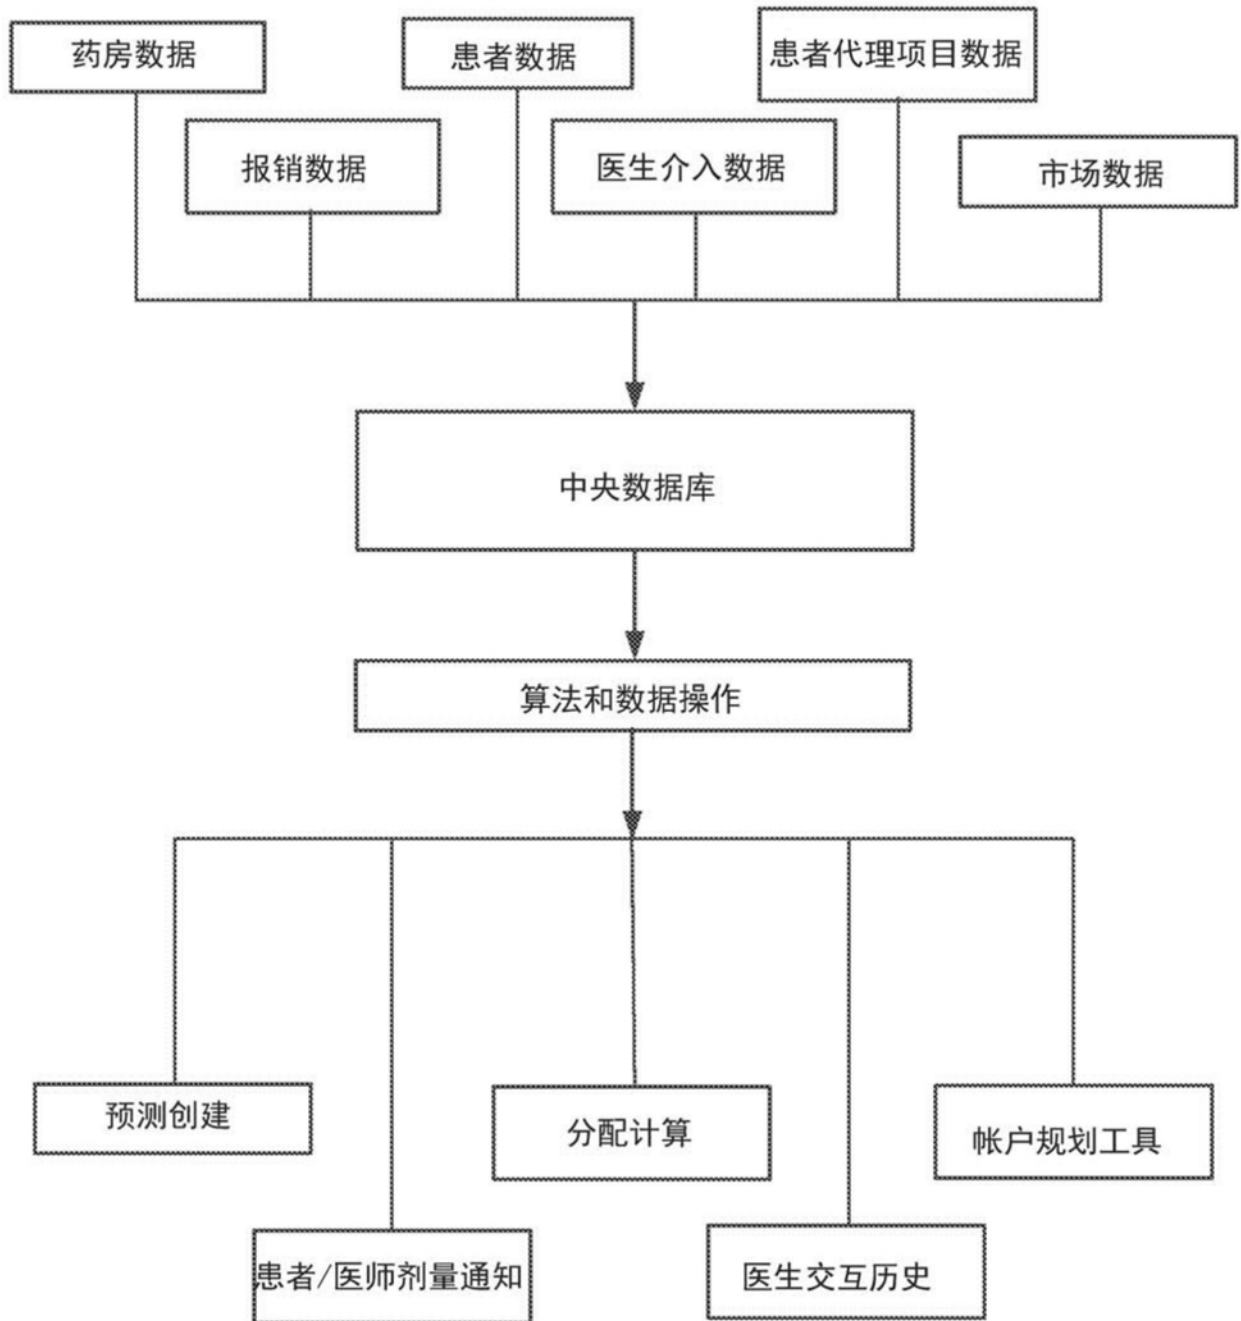 药房数据
患者数据
患者代理项目数据
报销数据
医生介入数据
市场数据
中央数据库
算法和数据操作
预测创建
分配计算
帐户规划工具
患者/医师剂量通知
医生交互历史